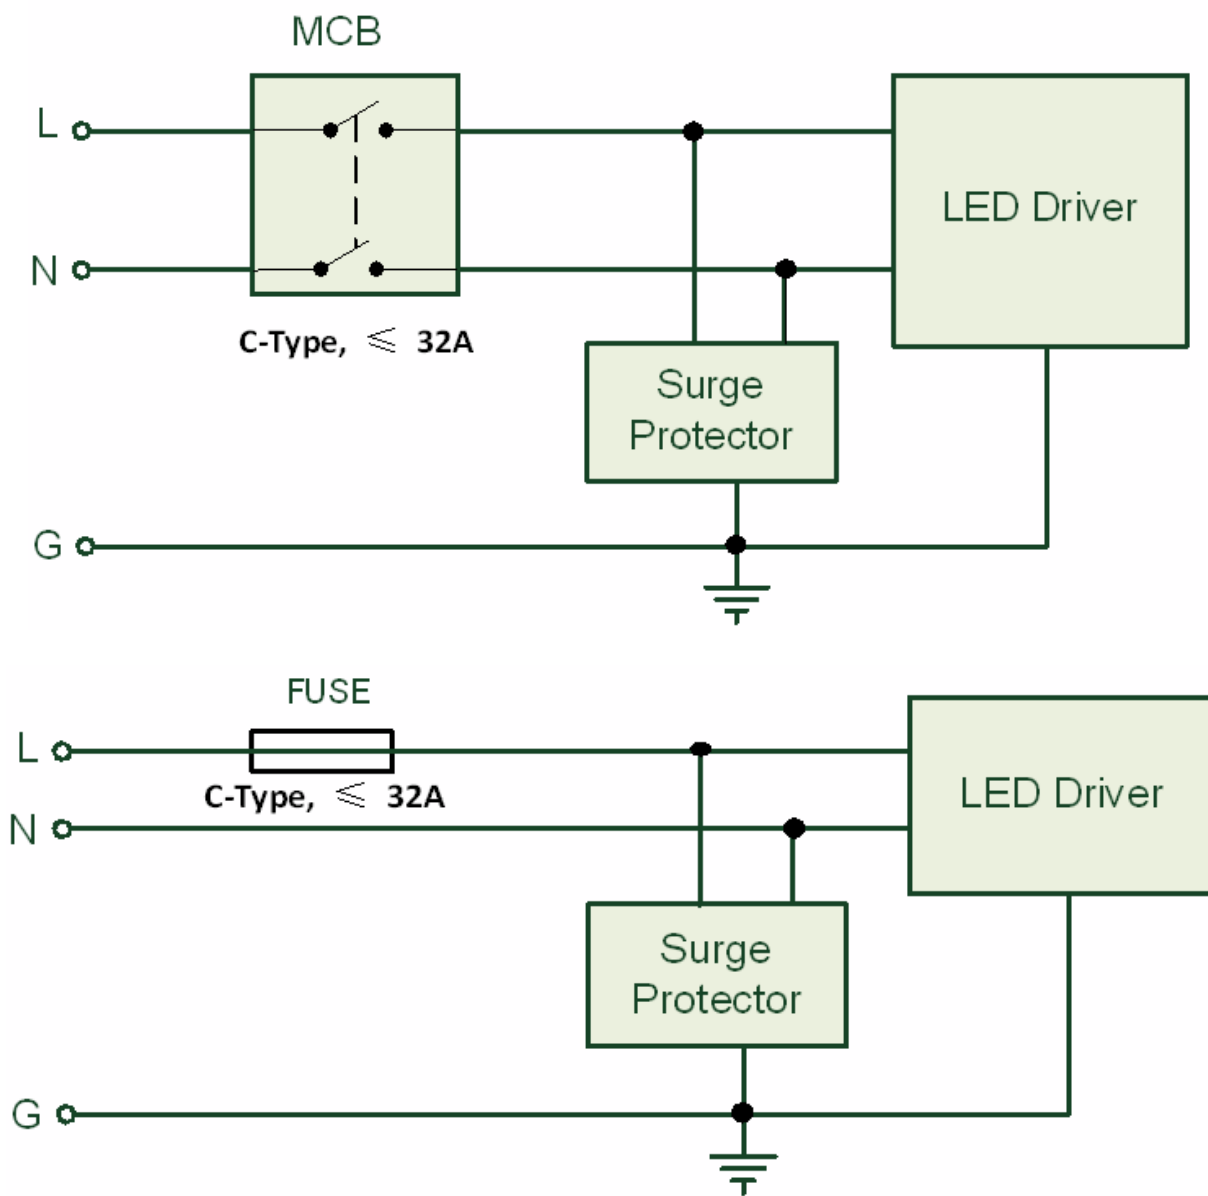 MCB
L
LED Driver
N
C-Type, ≤ 32A
Surge
Protector
G
FUSE
L
C-Type, ≤ 32A
LED Driver
N
Surge
Protector
G